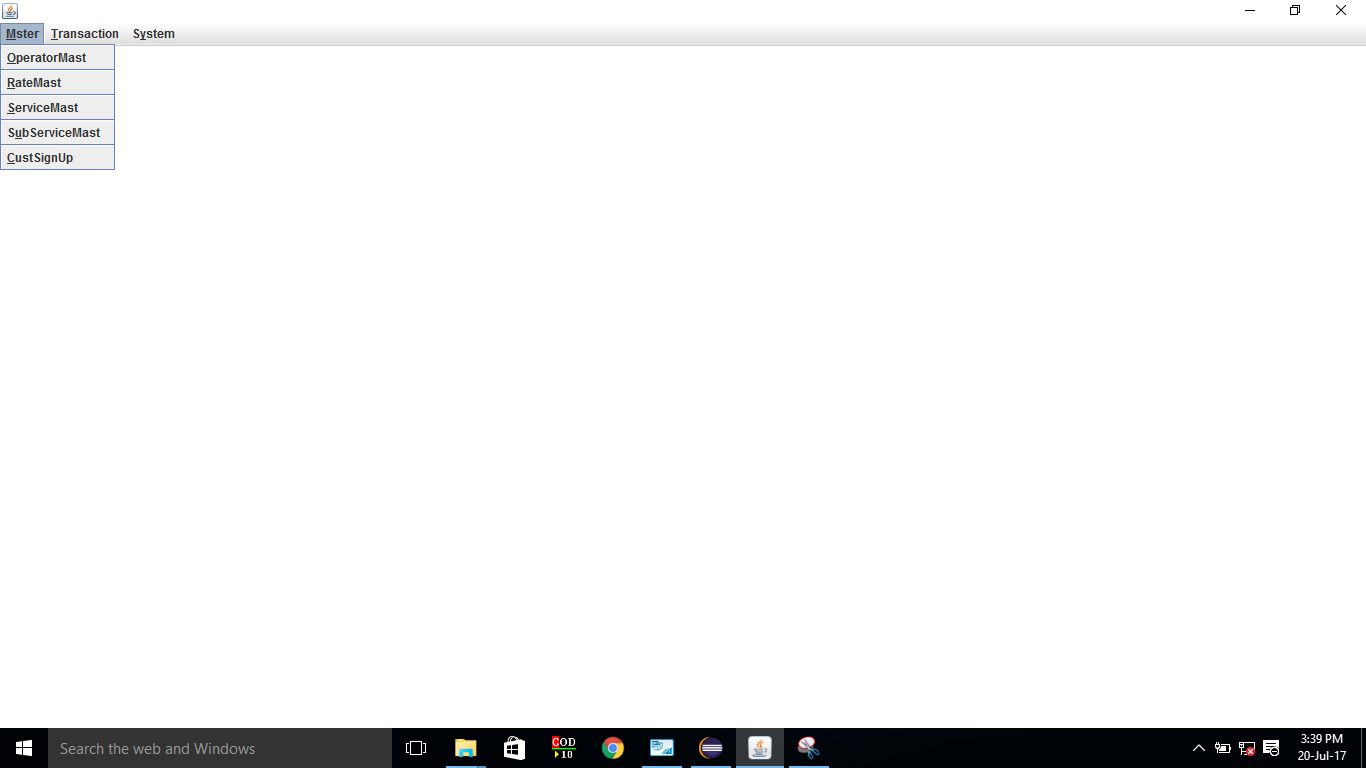 Mster Transaction System
OperatorMast
RateMast
ServiceMast
SubServiceMast
CustSignUp
Search the web and Windows
COD
10
3:39 PM
20-Jul-17